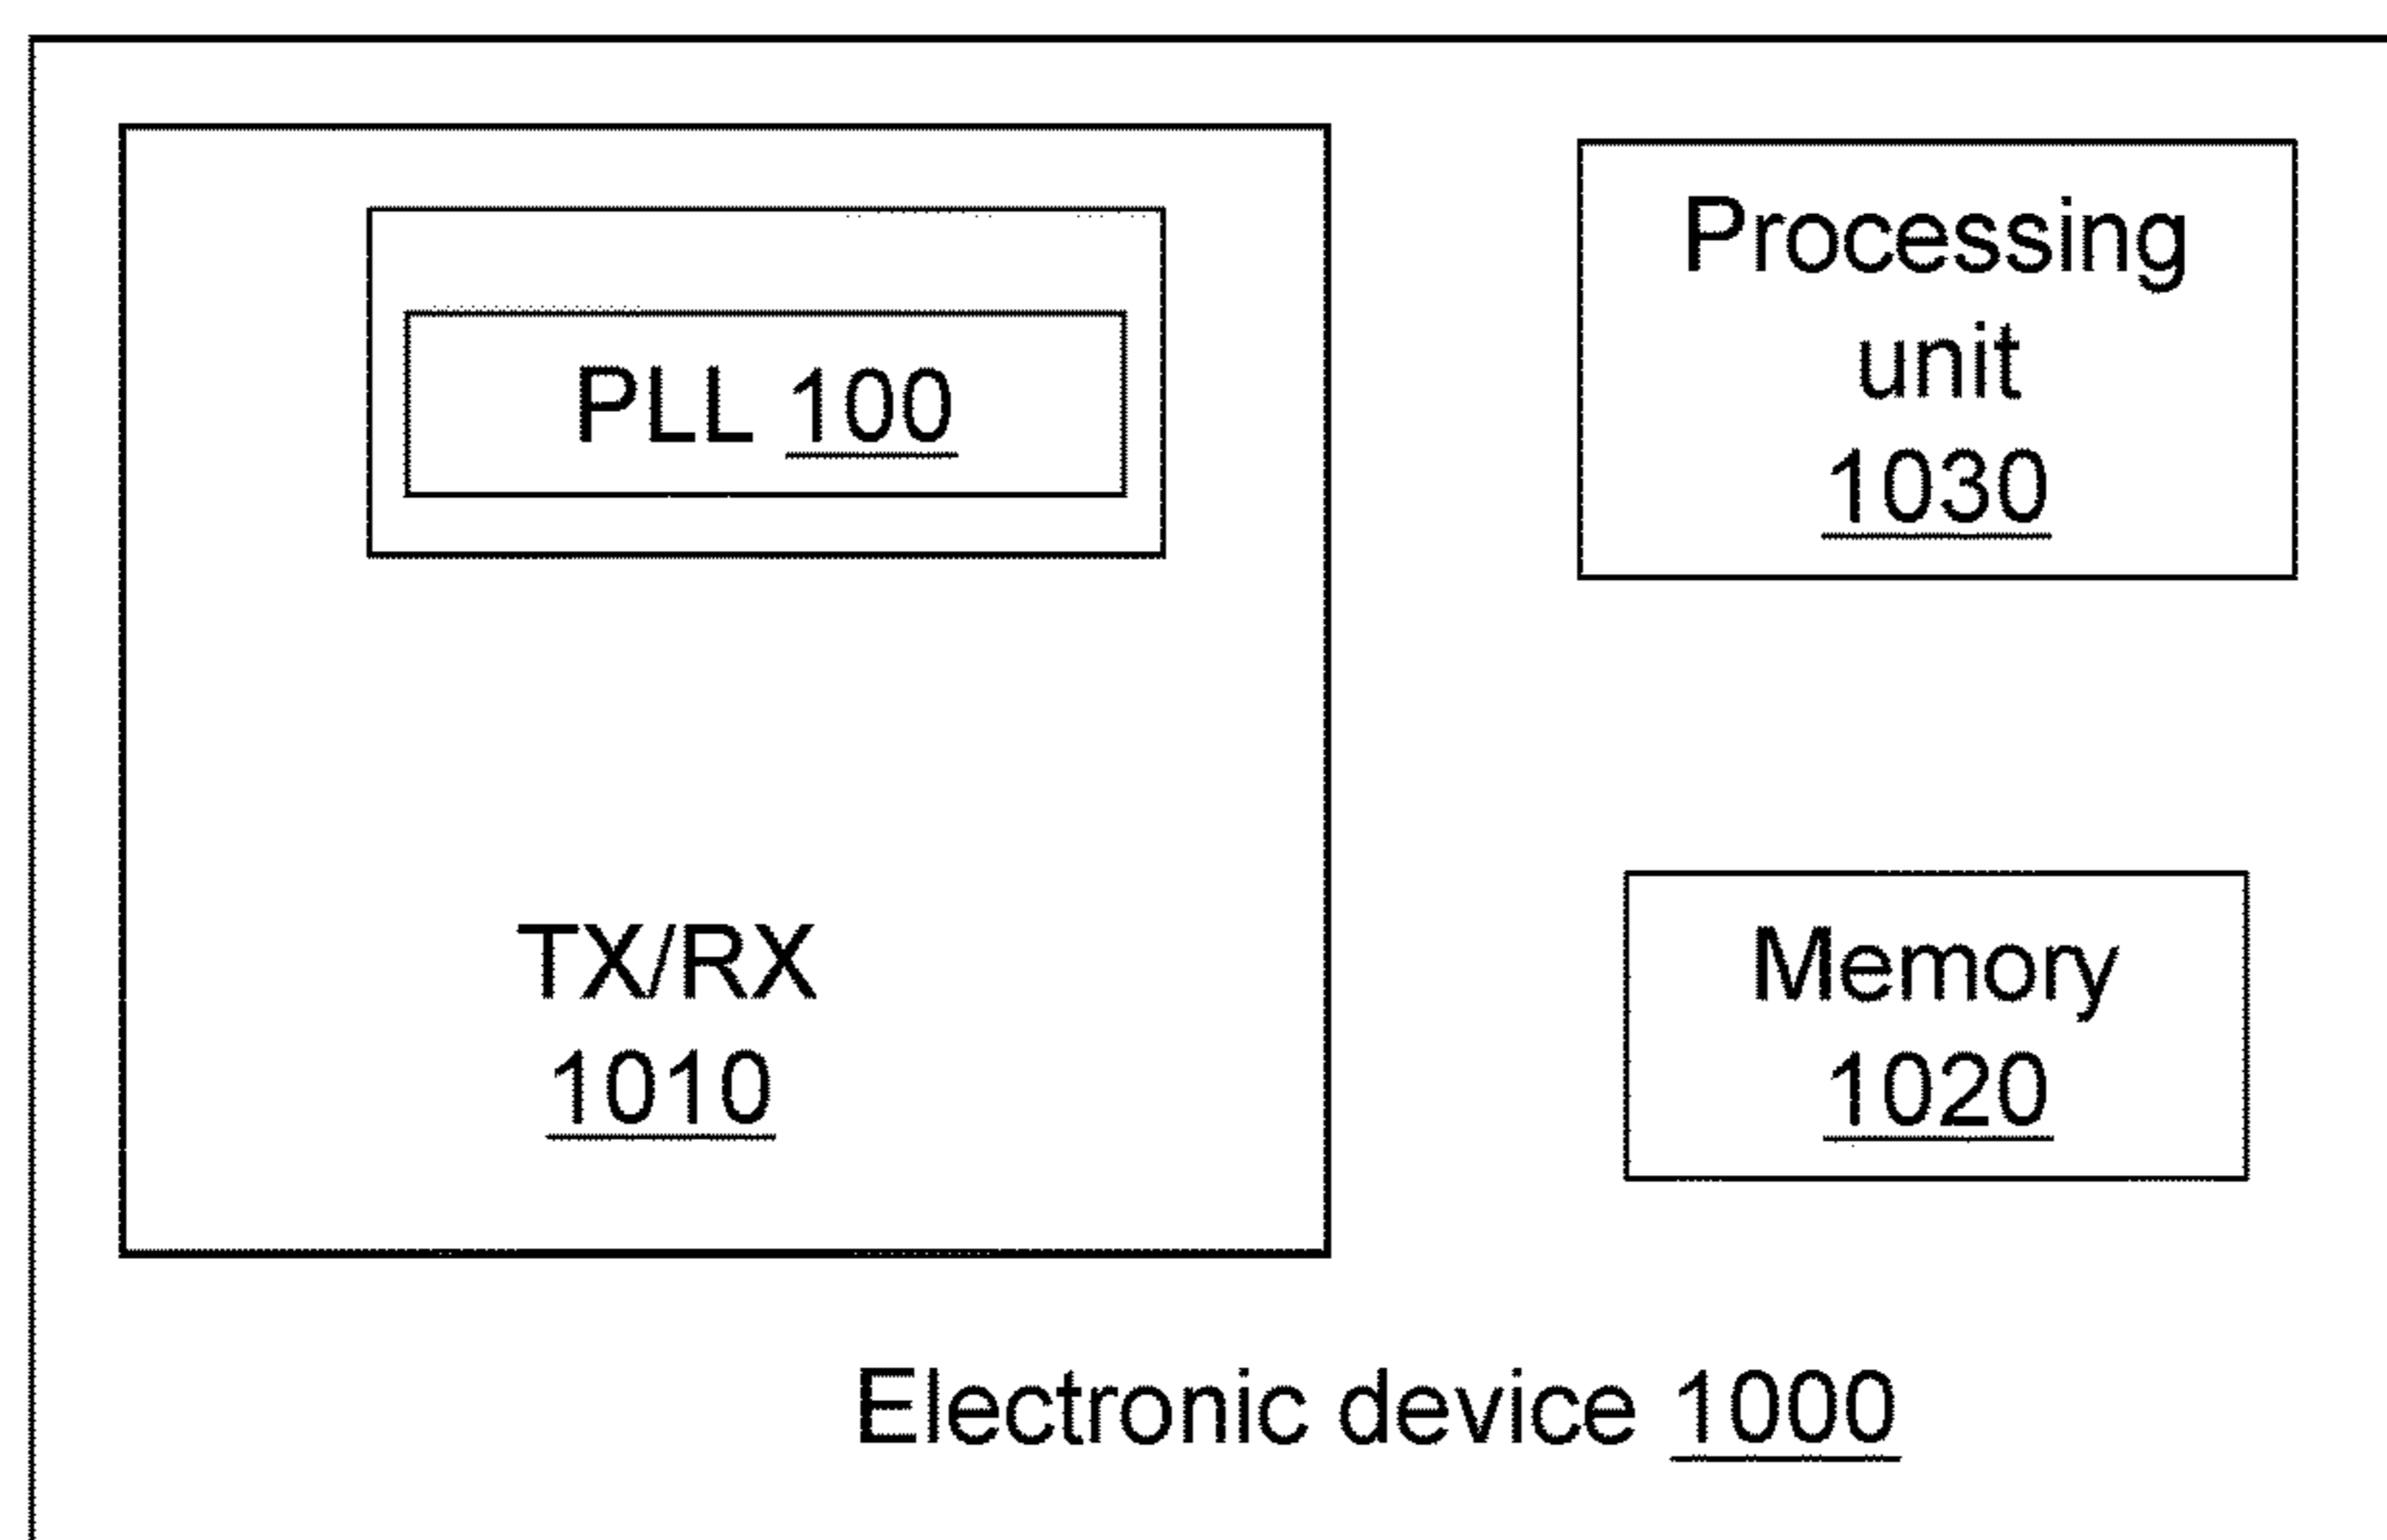 PLL 100
TX/RX
1010
Processing
unit
1030
Memory
1020
Electronic device 1000